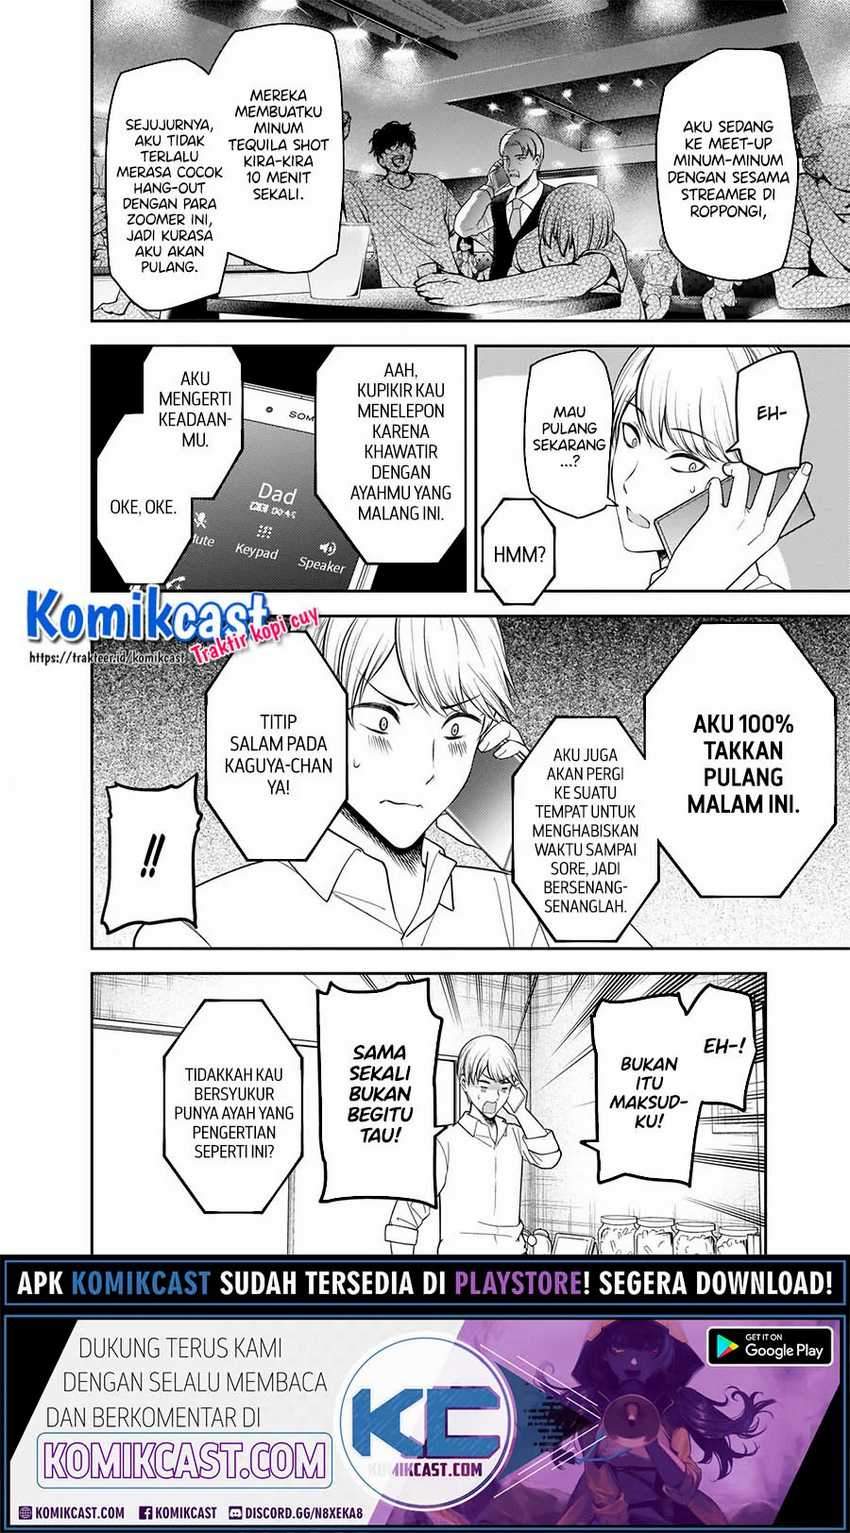 AKU SEDANG
KE MEET-UP
MINUM-MINUM
DENGAN SESAMA
STREAMER DI
ROPPONGI,
MEREKA
MEMBUATKU
MINUM
TEQUILA SHOT
KIRA-KIRA
10 MENIT
SEKALI.
SEJUJURNYA,
AKU TIDAK
TERLALU
MERASA COCOK
HANG-OUT
DENGAN PARA
ZOOMER INI,
JADI KURASA
AKU AKAN
PULANG.
EH-
MAU
PULANG
SEKARANG
...?
HMM?
AAH,
KUPIKIR KAU
MENELEPON
KARENA
KHAWATIR
DENGAN
AYAHMU YANG
MALANG INI.
AKU
MENGERTI
KEADAAN-
MU.
OKE, OKE.
SOM
Dad
Mute
Keypad
Speaker
Komikcast
Traktir kopi cuy
https://trakteer.id/komikcast
AKU 100%
TAKKAN
PULANG
MALAM INI.
AKU JUGA
AKAN PERGI
KE SUATU
TEMPAT UNTUK
MENGHABISKAN
WAKTU SAMPAI
SORE, JADI
BERSENANG-
SENANGLAH.
TITIP
SALAM PADA
KAGUYA-CHAN
YA!
!!
EH-!
BUKAN
ITU
MAKSUD-
KU!
SAMA
SEKALI
BUKAN
BEGITU
TAU!
TIDAKKAH KAU
BERSYUKUR
PUNYA AYAH YANG
PENGERTIAN
SEPERTI INI?
APK KOMIKCAST SUDAH TERSEDIA DI PLAYSTORE! SEGERA DOWNLOAD!
DUKUNG TERUS KAMI
DENGAN SELALU MEMBACA
DAN BERKOMENTAR DI
KOMIKCAST.COM
KC
KOMIKCAST.COM
GET IT ON
Google Play
KOMIKCAST.COM
KOMIKCAST
DISCORD.GG/N8XEKA8